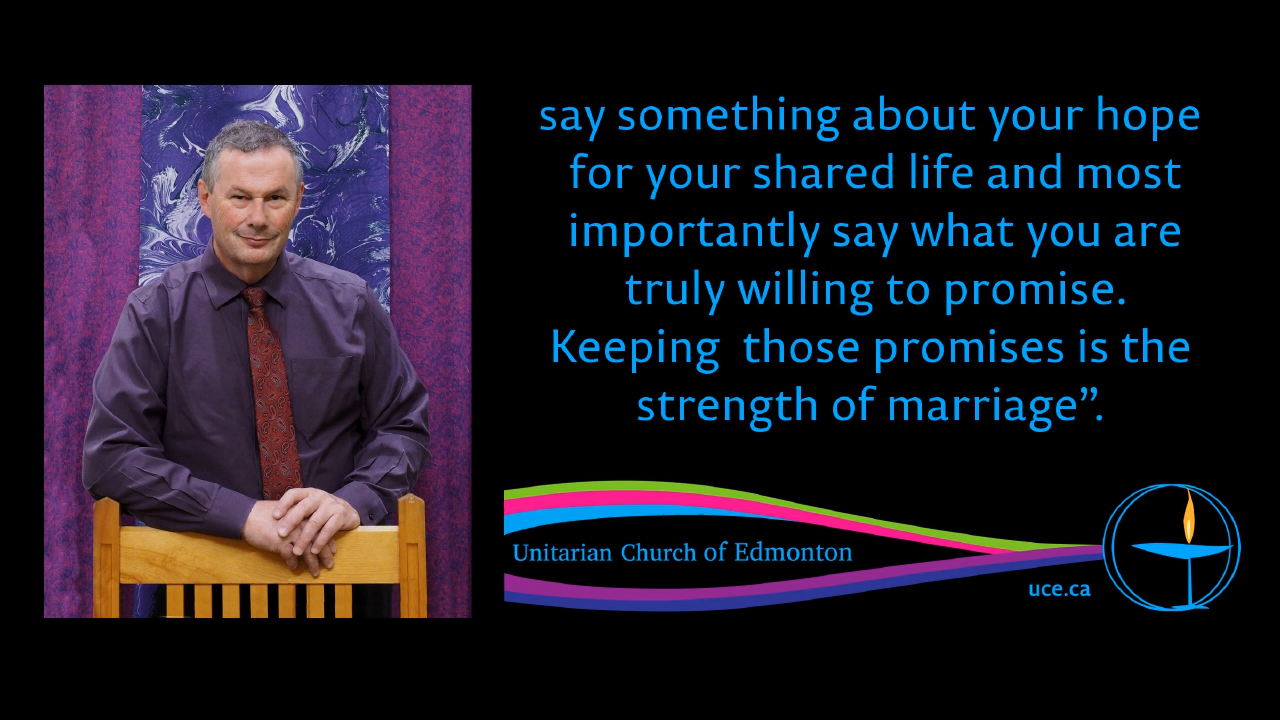 say something about your hope
for your shared life and most
importantly say what you are
truly willing to promise.
Keeping  those promises is the
strength of marriage”.
Unitarian Church of Edmonton
uce.ca